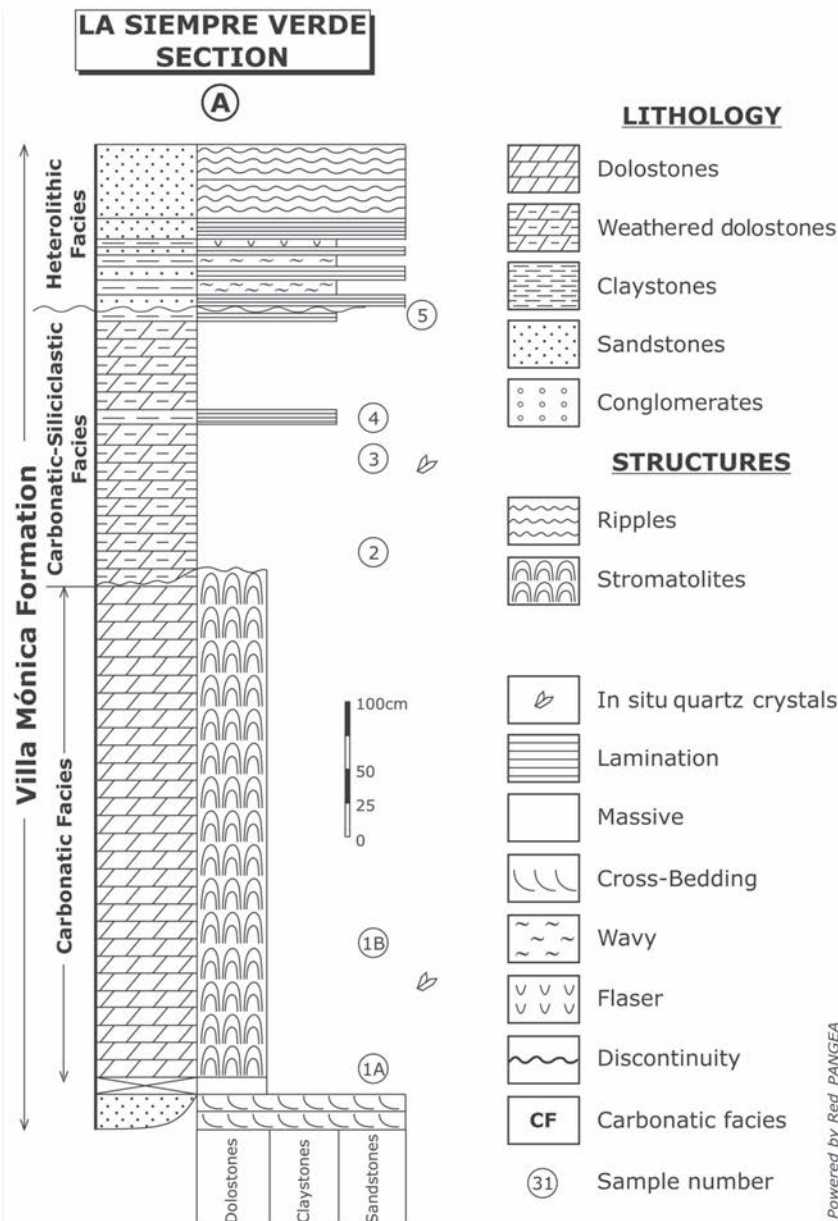 LA SIEMPRE VERDE
SECTION
A
Villa Mónica Formation
Heterolithic
Facies
Carbonatic-Siliciclastic
Facies
Carbonatic Facies
5
4
3
2
1B
1A
100cm
50
25
0
Dolostones
Claystones
Sandstones
LITHOLOGY
Dolostones
Weathered dolostones
Claystones
Sandstones
Conglomerates
STRUCTURES
Ripples
Stromatolites
In situ quartz crystals
Lamination
Massive
Cross-Bedding
Wavy
Flaser
Discontinuity
CF Carbonatic facies
31 Sample number
Powered by Red PANGEA